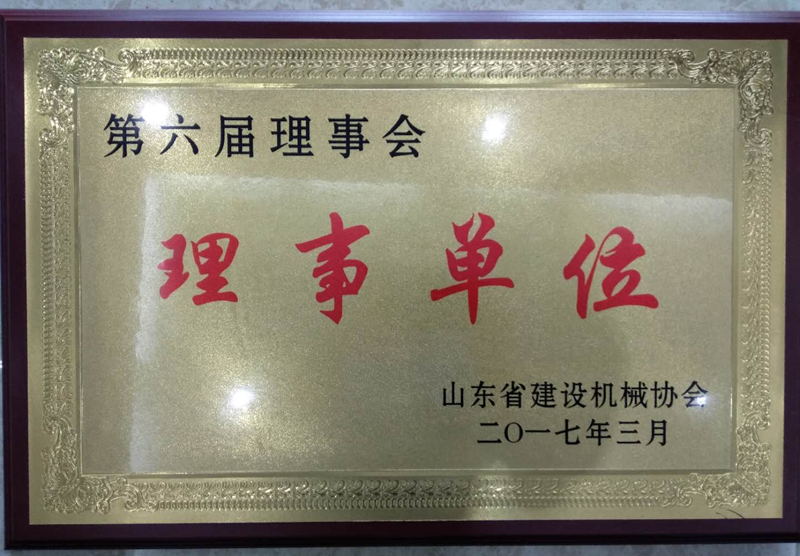 第六届理事会
理事单位
山东省建设机械协会
二〇一七年三月